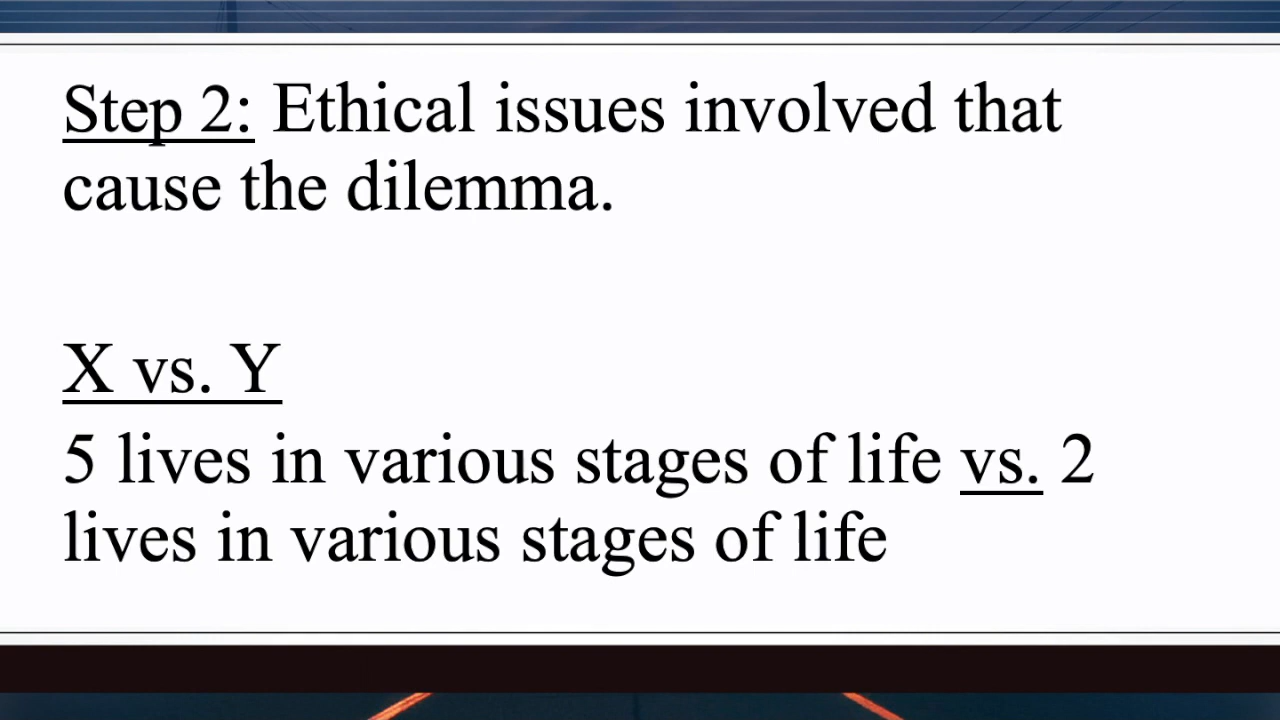 Step 2: Ethical issues involved that
cause the dilemma.
X vs. Y
5 lives in various stages of life vs. 2
lives in various stages of life